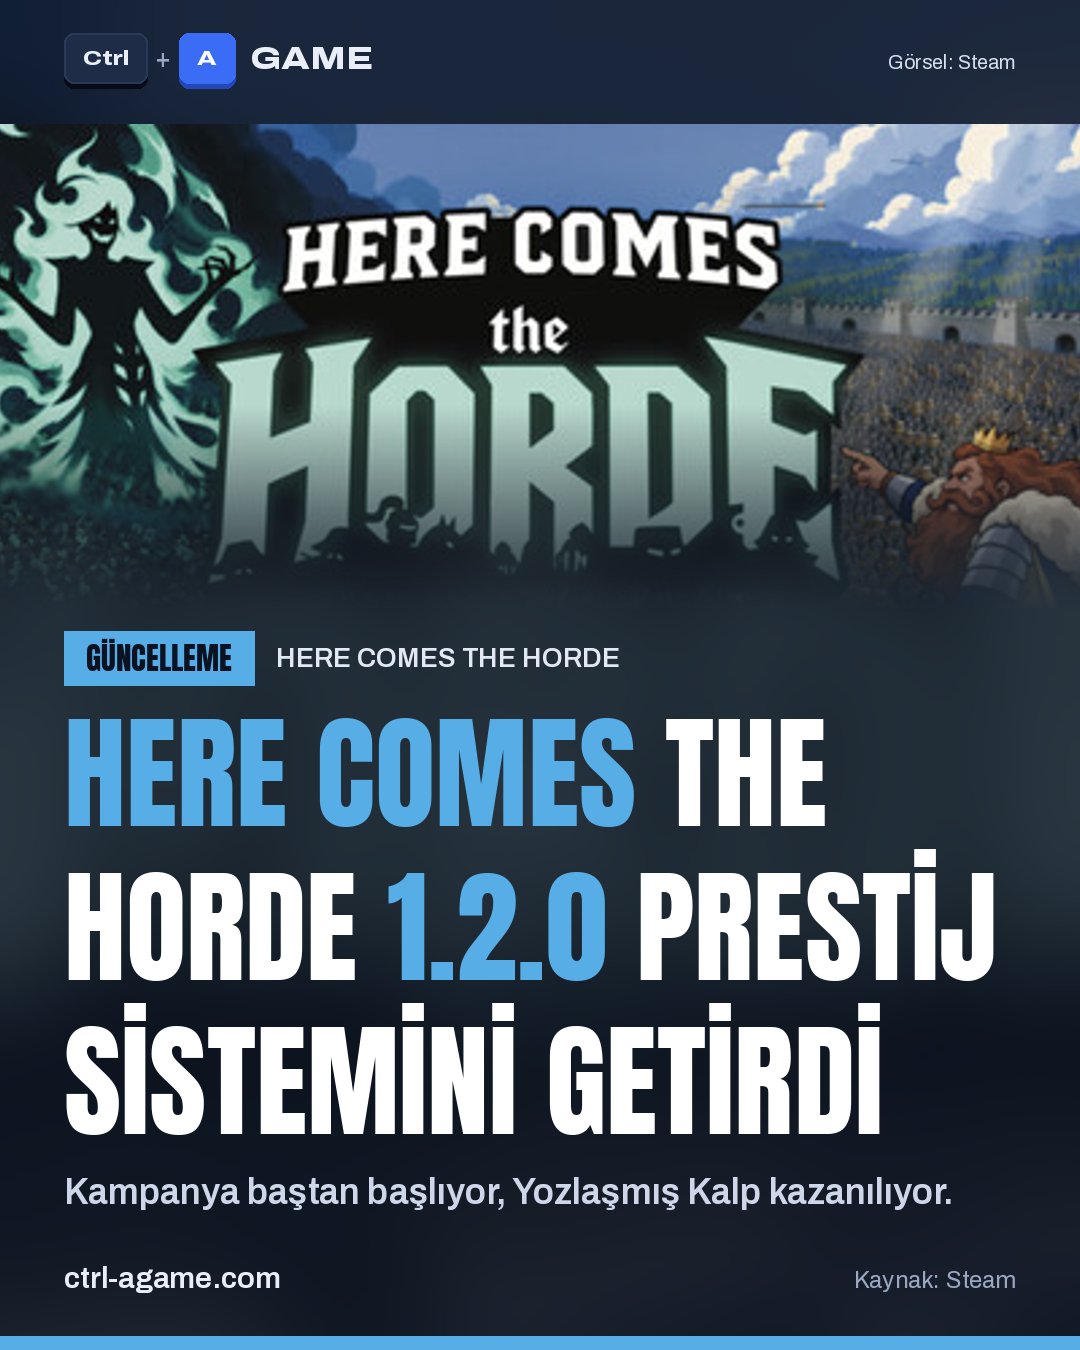 Ctrl + A GAME
Görsel: Steam
HERE COMES
the
HORDE
GÜNCELLEME HERE COMES THE HORDE
HERE COMES THE
HORDE 1.2.0 PRESTİJ
SİSTEMİNİ GETİRDİ
Kampanya baştan başlıyor, Yozlaşmış Kalp kazanılıyor.
ctrl-agame.com
Kaynak: Steam